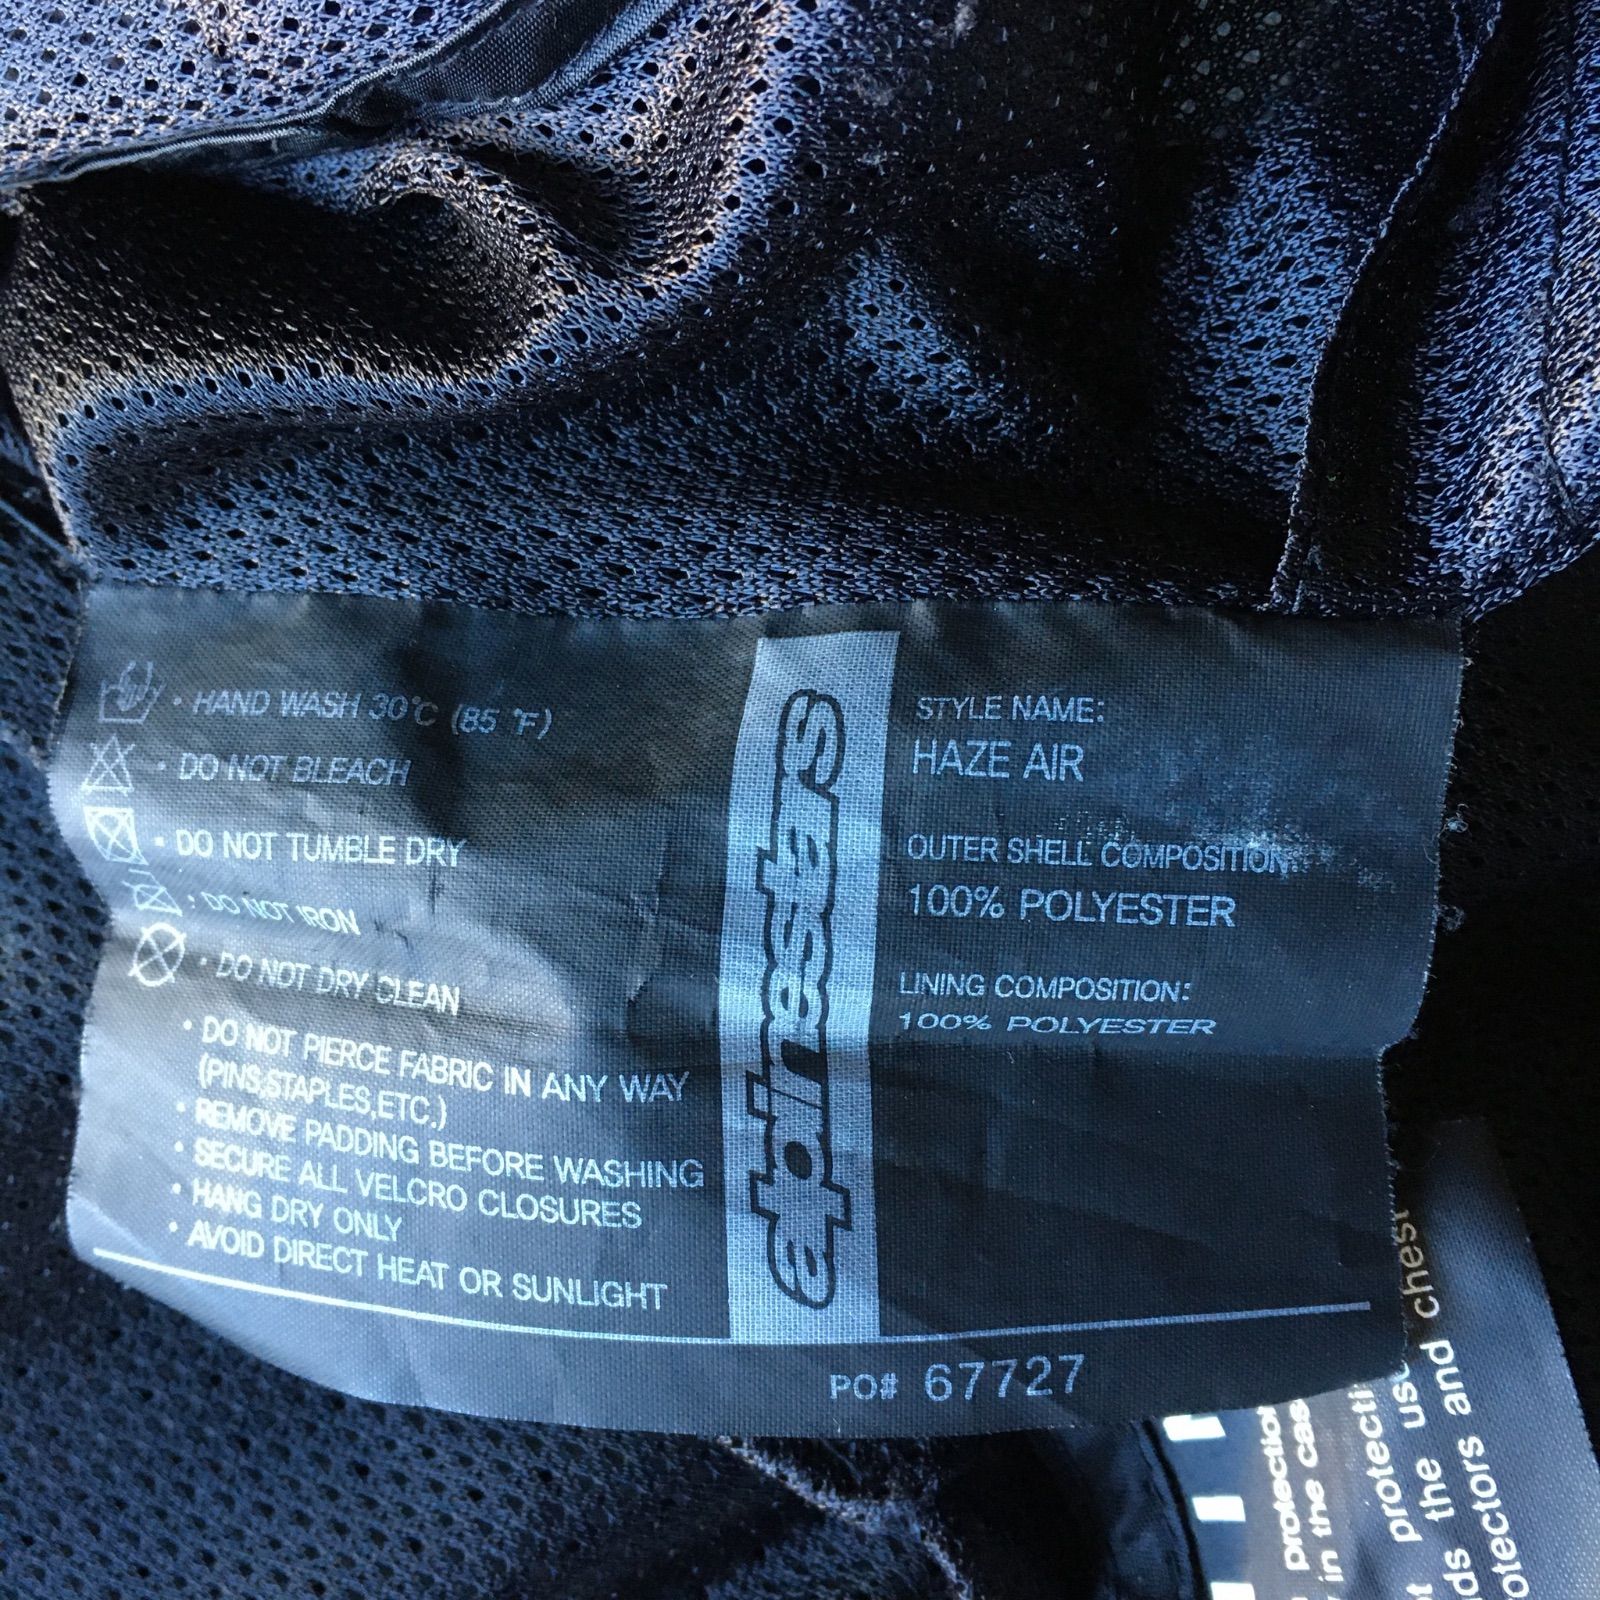 • HAND WASH 30°C (85 °F)
• DO NOT BLEACH
• DO NOT TUMBLE DRY
• DO NOT IRON
• DO NOT DRY CLEAN
• DO NOT PIERCE FABRIC IN ANY WAY
(PINS,STAPLES,ETC.)
• REMOVE PADDING BEFORE WASHING
• SECURE ALL VELCRO CLOSURES
• HANG DRY ONLY
• AVOID DIRECT HEAT OR SUNLIGHT
alpinestars
STYLE NAME:
HAZE AIR
OUTER SHELL COMPOSITION:
100% POLYESTER
LINING COMPOSITION:
100% POLYESTER
PO# 67727
protection
in the
the chest
and